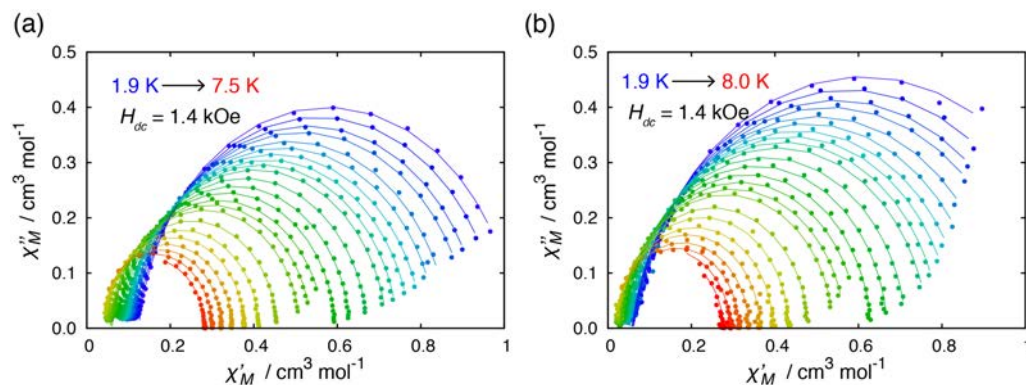 (a)
0.5
0.4
0.3
0.2
0.1
0.0
χ''M / cm³ mol⁻¹
1.9 K → 7.5 K
Hdc = 1.4 kOe
0 0.2 0.4 0.6 0.8 1
χ'M / cm³ mol⁻¹
(b)
0.5
0.4
0.3
0.2
0.1
0.0
χ''M / cm³ mol⁻¹
1.9 K → 8.0 K
Hdc = 1.4 kOe
0 0.2 0.4 0.6 0.8 1
χ'M / cm³ mol⁻¹